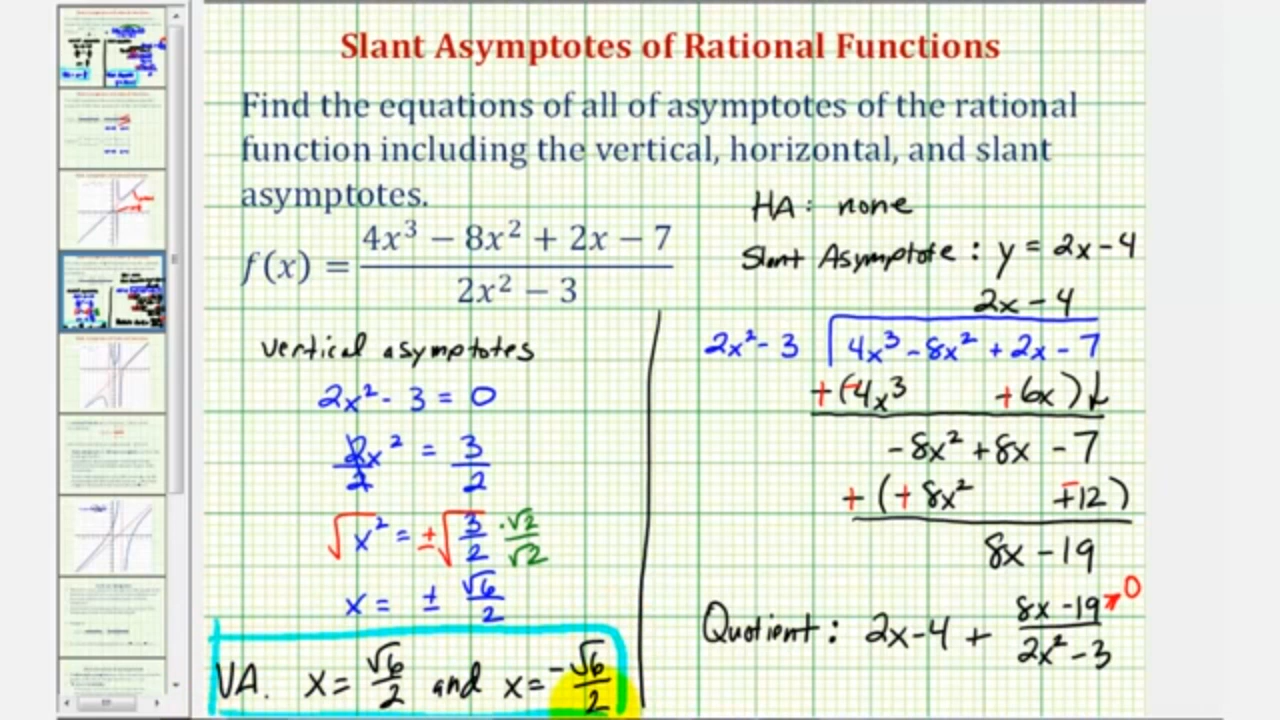 Slant Asymptotes of Rational Functions
Find the equations of all of asymptotes of the rational
function including the vertical, horizontal, and slant
asymptotes.
f(x) = (4x³ − 8x² + 2x − 7)/(2x² − 3)
vertical asymptotes
2x² - 3 = 0
2x²/2 = 3/2
√x² = ±√(3/2) · √2/√2
x = ± √6/2
VA. x = √6/2 and x = -√6/2
HA: none
Slant Asymptote: y = 2x-4
2x - 4
2x² - 3 4x³ - 8x² + 2x - 7
+ (-4x³ + 6x) ↓
-8x² + 8x - 7
+ (+8x² -12)
8x - 19
Quotient: 2x-4 + (8x-19)/(2x²-3) → 0